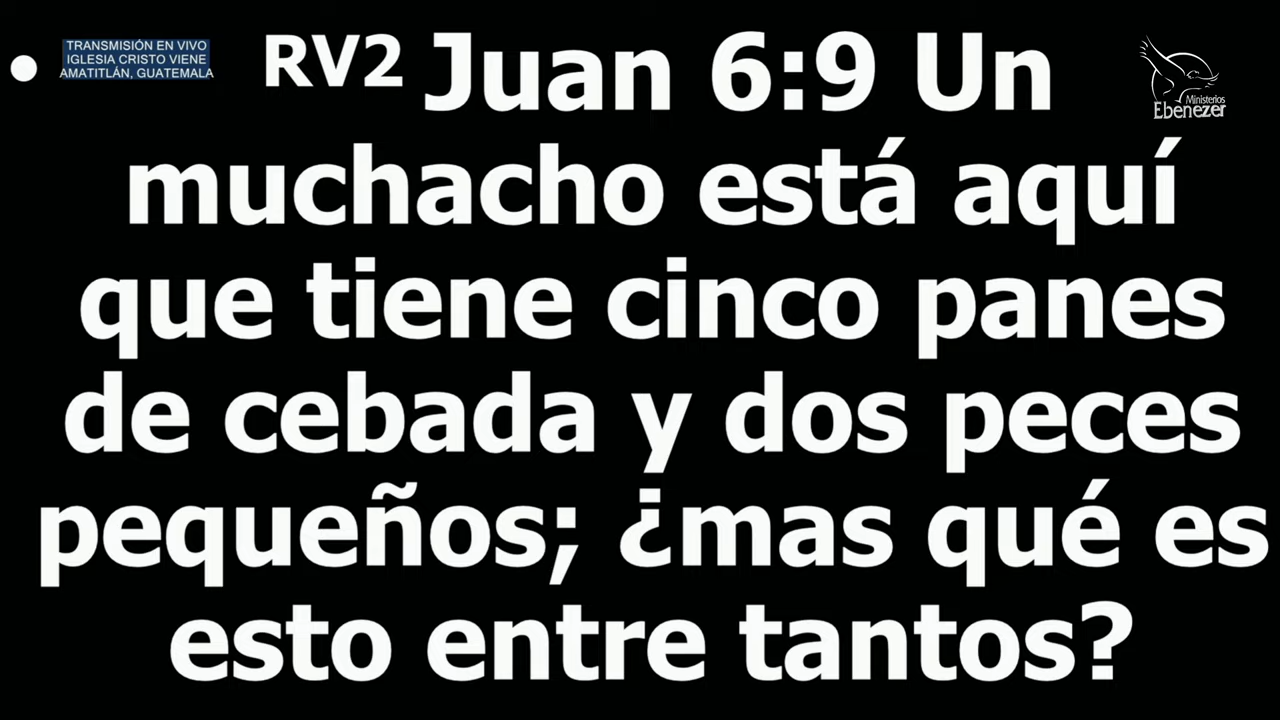 TRANSMISIÓN EN VIVO
IGLESIA CRISTO VIENE
AMATITLÁN, GUATEMALA
• RV2 Juan 6:9 Un
muchacho está aquí
que tiene cinco panes
de cebada y dos peces
pequeños; ¿mas qué es
esto entre tantos?
Ministerios
Ebenezer